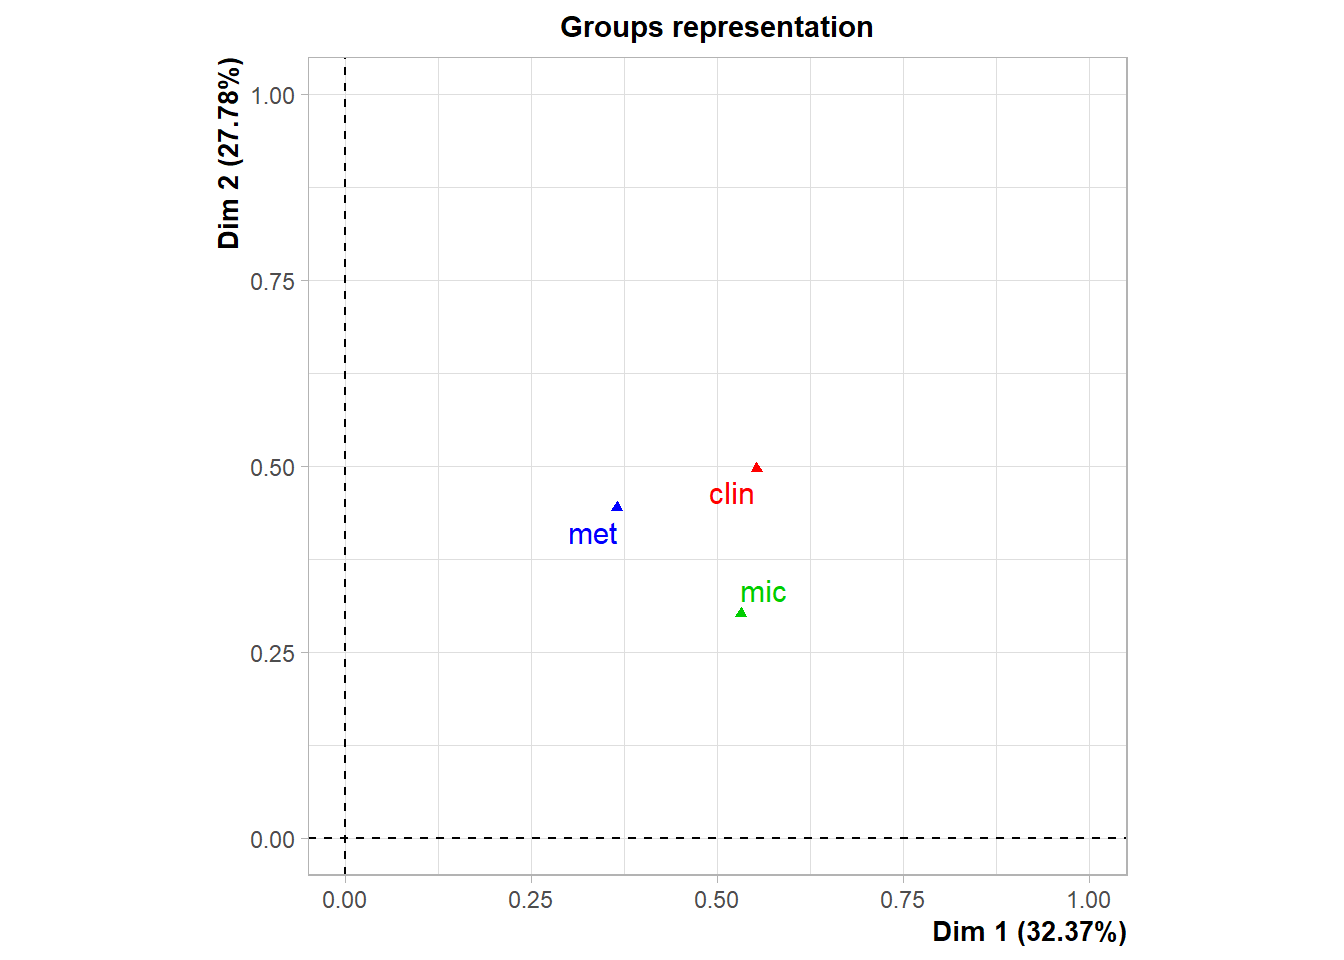 Groups representation
Dim 2 (27.78%)
1.00
0.75
0.50
0.25
0.00
clin
met
mic
0.00 0.25 0.50 0.75 1.00
Dim 1 (32.37%)